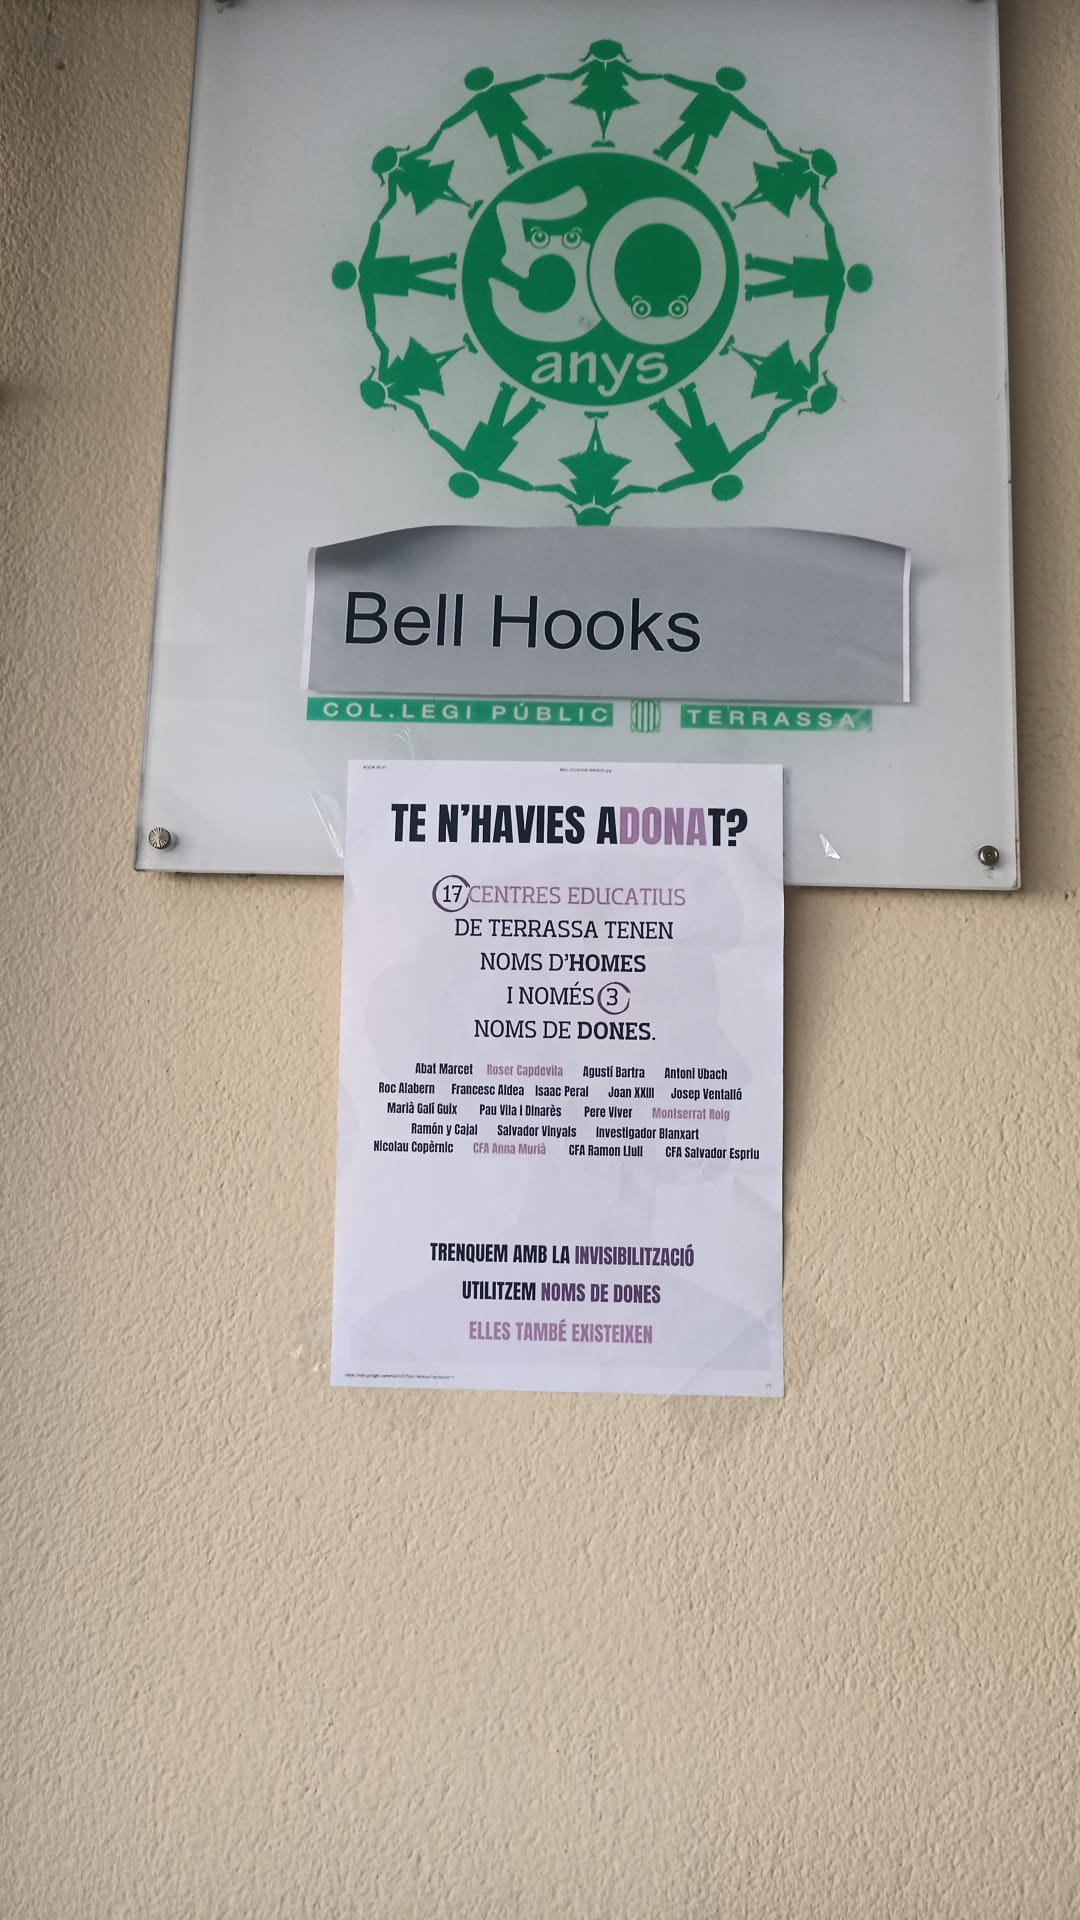 50
anys
Bell Hooks
COL.LEGI PÚBLIC TERRASSA
TE N'HAVIES ADONAT?
17 CENTRES EDUCATIUS
DE TERRASSA TENEN
NOMS D'HOMES
I NOMÉS 3
NOMS DE DONES.
Abat Marcet Roser Capdevila Agustí Bartra Antoni Ubach
Roc Alabern Francesc Aldea Isaac Peral Joan XXIII Josep Ventalló
Marià Galí Guix Pau Vila i Dinarès Pere Viver Montserrat Roig
Ramón y Cajal Salvador Vinyals Investigador Blanxart
Nicolau Copèrnic CFA Anna Murià CFA Ramon Llull CFA Salvador Espriu
TRENQUEM AMB LA INVISIBILITZACIÓ
UTILITZEM NOMS DE DONES
ELLES TAMBÉ EXISTEIXEN